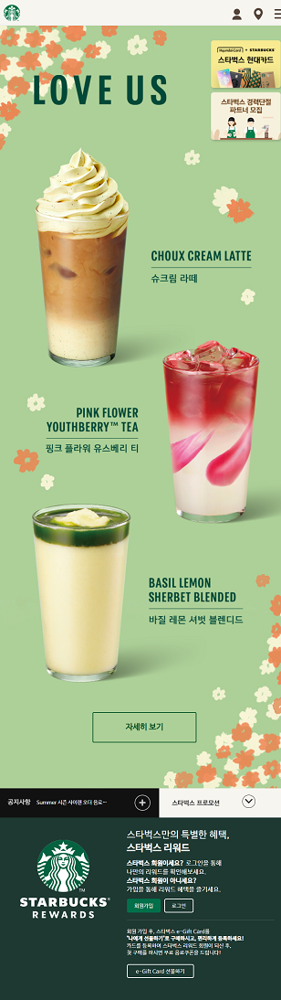 HyundaiCard × STARBUCKS
스타벅스 현대카드
스타벅스 경력단절
파트너 모집
LOVE US
CHOUX CREAM LATTE
슈크림 라떼
PINK FLOWER
YOUTHBERRY™ TEA
핑크 플라워 유스베리 티
BASIL LEMON
SHERBET BLENDED
바질 레몬 셔벗 블렌디드
자세히 보기
공지사항 Summer 시즌 사이렌 오더 음료
스타벅스 프로모션
스타벅스만의 특별한 혜택,
스타벅스 리워드
스타벅스 회원이세요? 로그인을 통해
나만의 리워드를 확인해보세요.
스타벅스 회원이 아니세요?
가입을 통해 리워드 혜택을 즐기세요.
회원가입 로그인
STARBUCKS®
REWARDS
TM
회원 가입 후, 스타벅스 e-Gift Card를
"나에게 선물하기"로 구매하시고, 편리하게 등록하세요!
카드를 등록하여 스타벅스 리워드 회원이 되신 후,
첫 구매를 하시면 무료 음료쿠폰을 드립니다!
e-Gift Card 선물하기